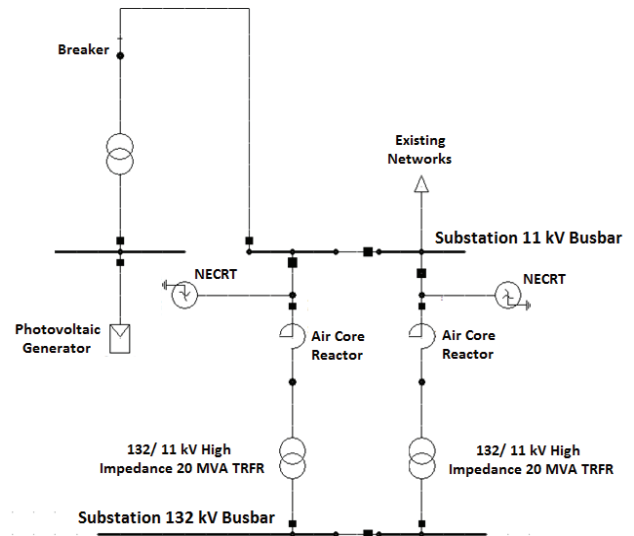 Breaker
Existing
Networks
Substation 11 kV Busbar
NECRT
NECRT
Photovoltaic
Generator
Air Core
Reactor
Air Core
Reactor
132/ 11 kV High
Impedance 20 MVA TRFR
132/ 11 kV High
Impedance 20 MVA TRFR
Substation 132 kV Busbar